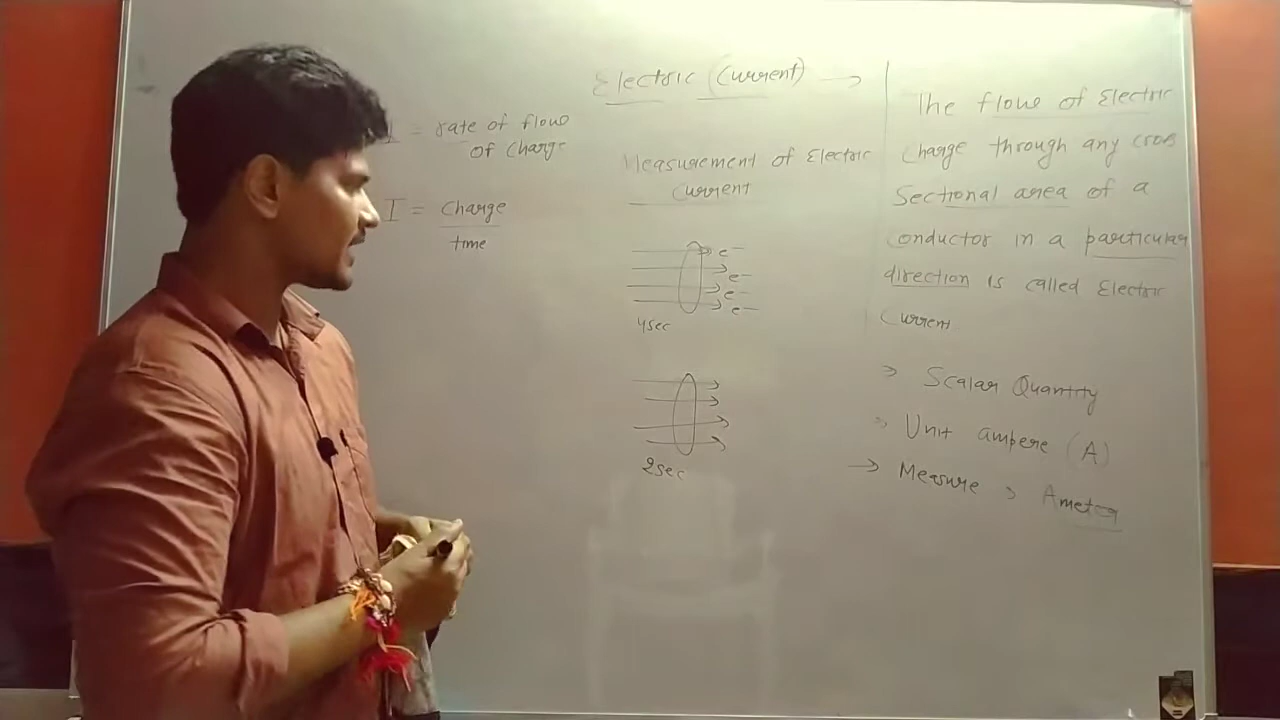 Electric (Current) →
I = rate of flow
of charge
I = charge
time
Measurement of Electric
Current
e⁻
e⁻
e⁻
e⁻
4sec
2sec
The flow of Electric
charge through any cross
Sectional area of a
conductor in a particular
direction is called Electric
Current
→ Scalar Quantity
→ Unit ampere (A)
→ Measure → Ameter